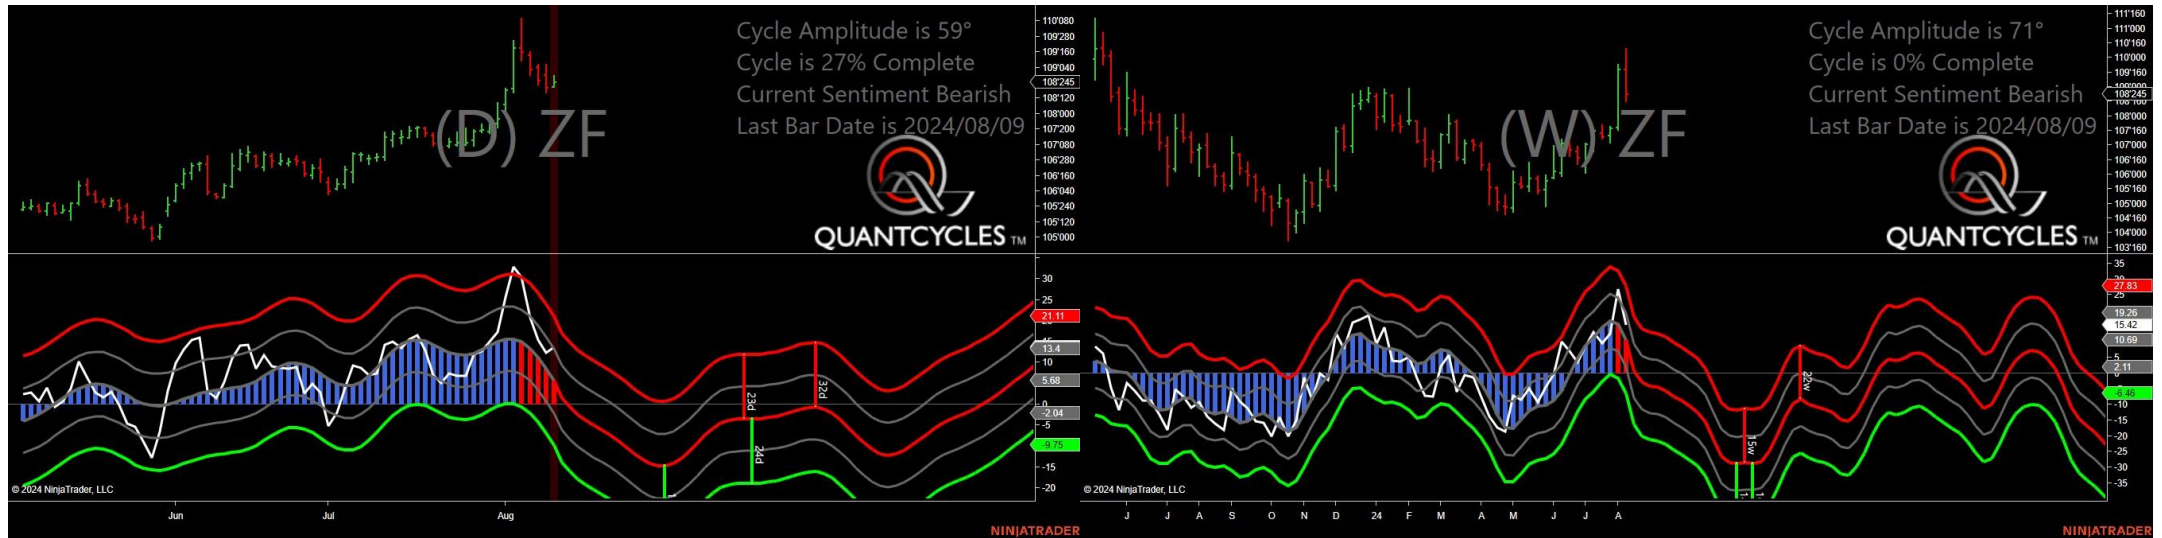 Cycle Amplitude is 59°
Cycle is 27% Complete
Current Sentiment Bearish
Last Bar Date is 2024/08/09
(D) ZF
QUANTCYCLES TM
110'080
109'280
109'160
109'040
108'245
108'120
108'000
107'200
107'080
106'280
106'160
106'040
105'240
105'120
105'000
30
21.11
13.4
10
5.68
0
-2.04
-5
-9.75
-15
-20
23d
24d
32d
© 2024 NinjaTrader, LLC
Jun
Jul
Aug
NINJATRADER
Cycle Amplitude is 71°
Cycle is 0% Complete
Current Sentiment Bearish
Last Bar Date is 2024/08/09
(W) ZF
QUANTCYCLES TM
111'160
111'000
110'160
110'000
109'160
108'245
108'160
108'000
107'160
107'000
106'160
106'000
105'160
105'000
104'160
104'000
103'160
35
27.83
25
19.26
15.42
10.69
5
2.11
-6.46
-10
-15
-20
-25
-30
-35
15w
22w
© 2024 NinjaTrader, LLC
J J A S O N D 24 F M A M J J A
NINJATRADER